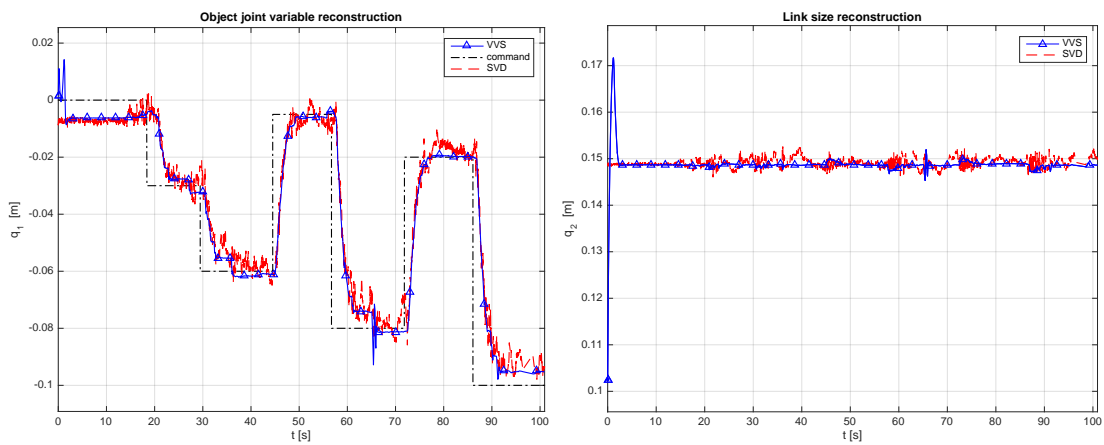 Object joint variable reconstruction
VVS
command
SVD
0.02
0
-0.02
-0.04
-0.06
-0.08
-0.1
q1 [m]
0 10 20 30 40 50 60 70 80 90 100
t [s]
Link size reconstruction
VVS
SVD
0.17
0.16
0.15
0.14
0.13
0.12
0.11
0.1
q2 [m]
0 10 20 30 40 50 60 70 80 90 100
t [s]